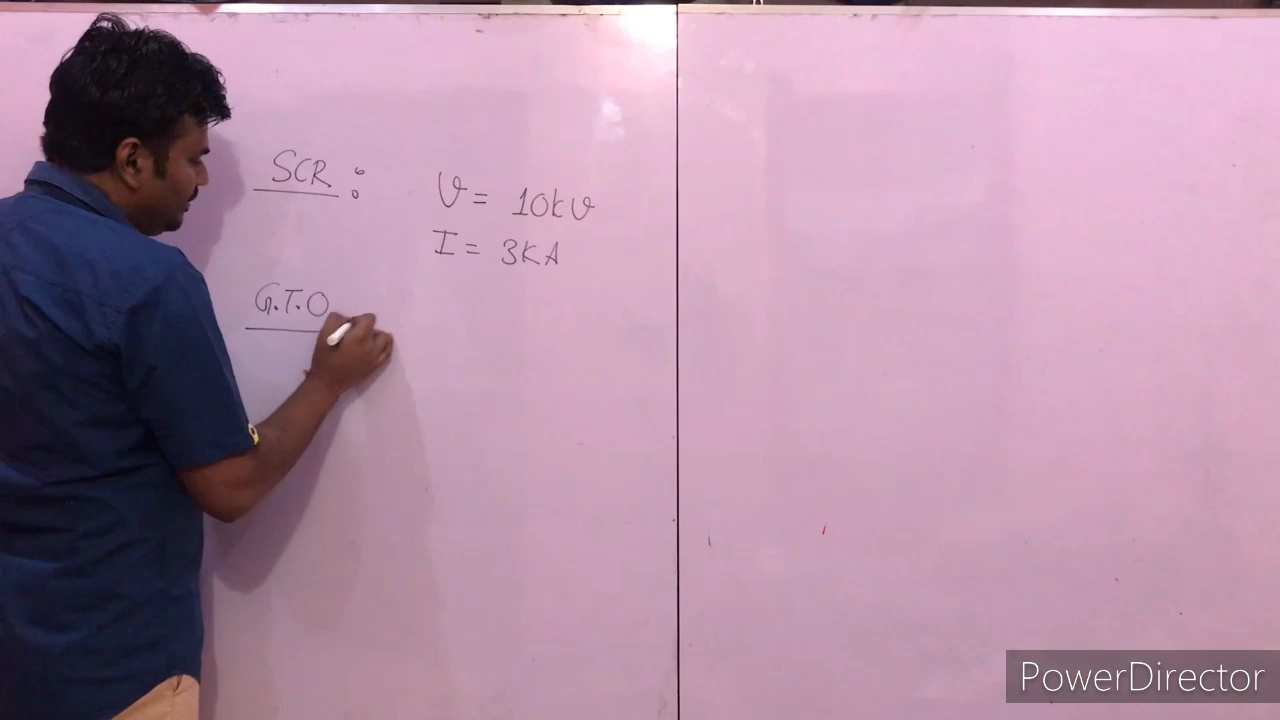 SCR :
V = 10kV
I = 3KA
G.T.O
PowerDirector